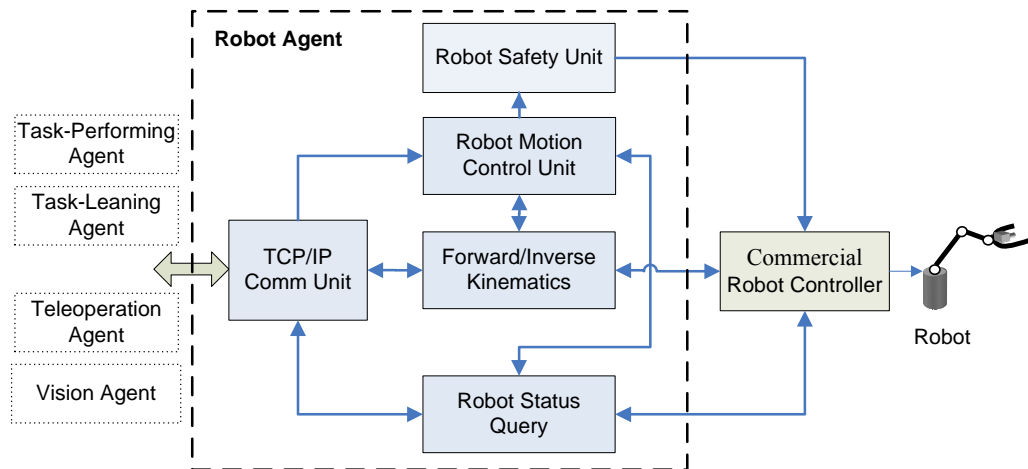 Robot Agent
Robot Safety Unit
Task-Performing
Agent
Robot Motion
Control Unit
Task-Leaning
Agent
TCP/IP
Comm Unit
Forward/Inverse
Kinematics
Commercial
Robot Controller
Robot
Teleoperation
Agent
Vision Agent
Robot Status
Query